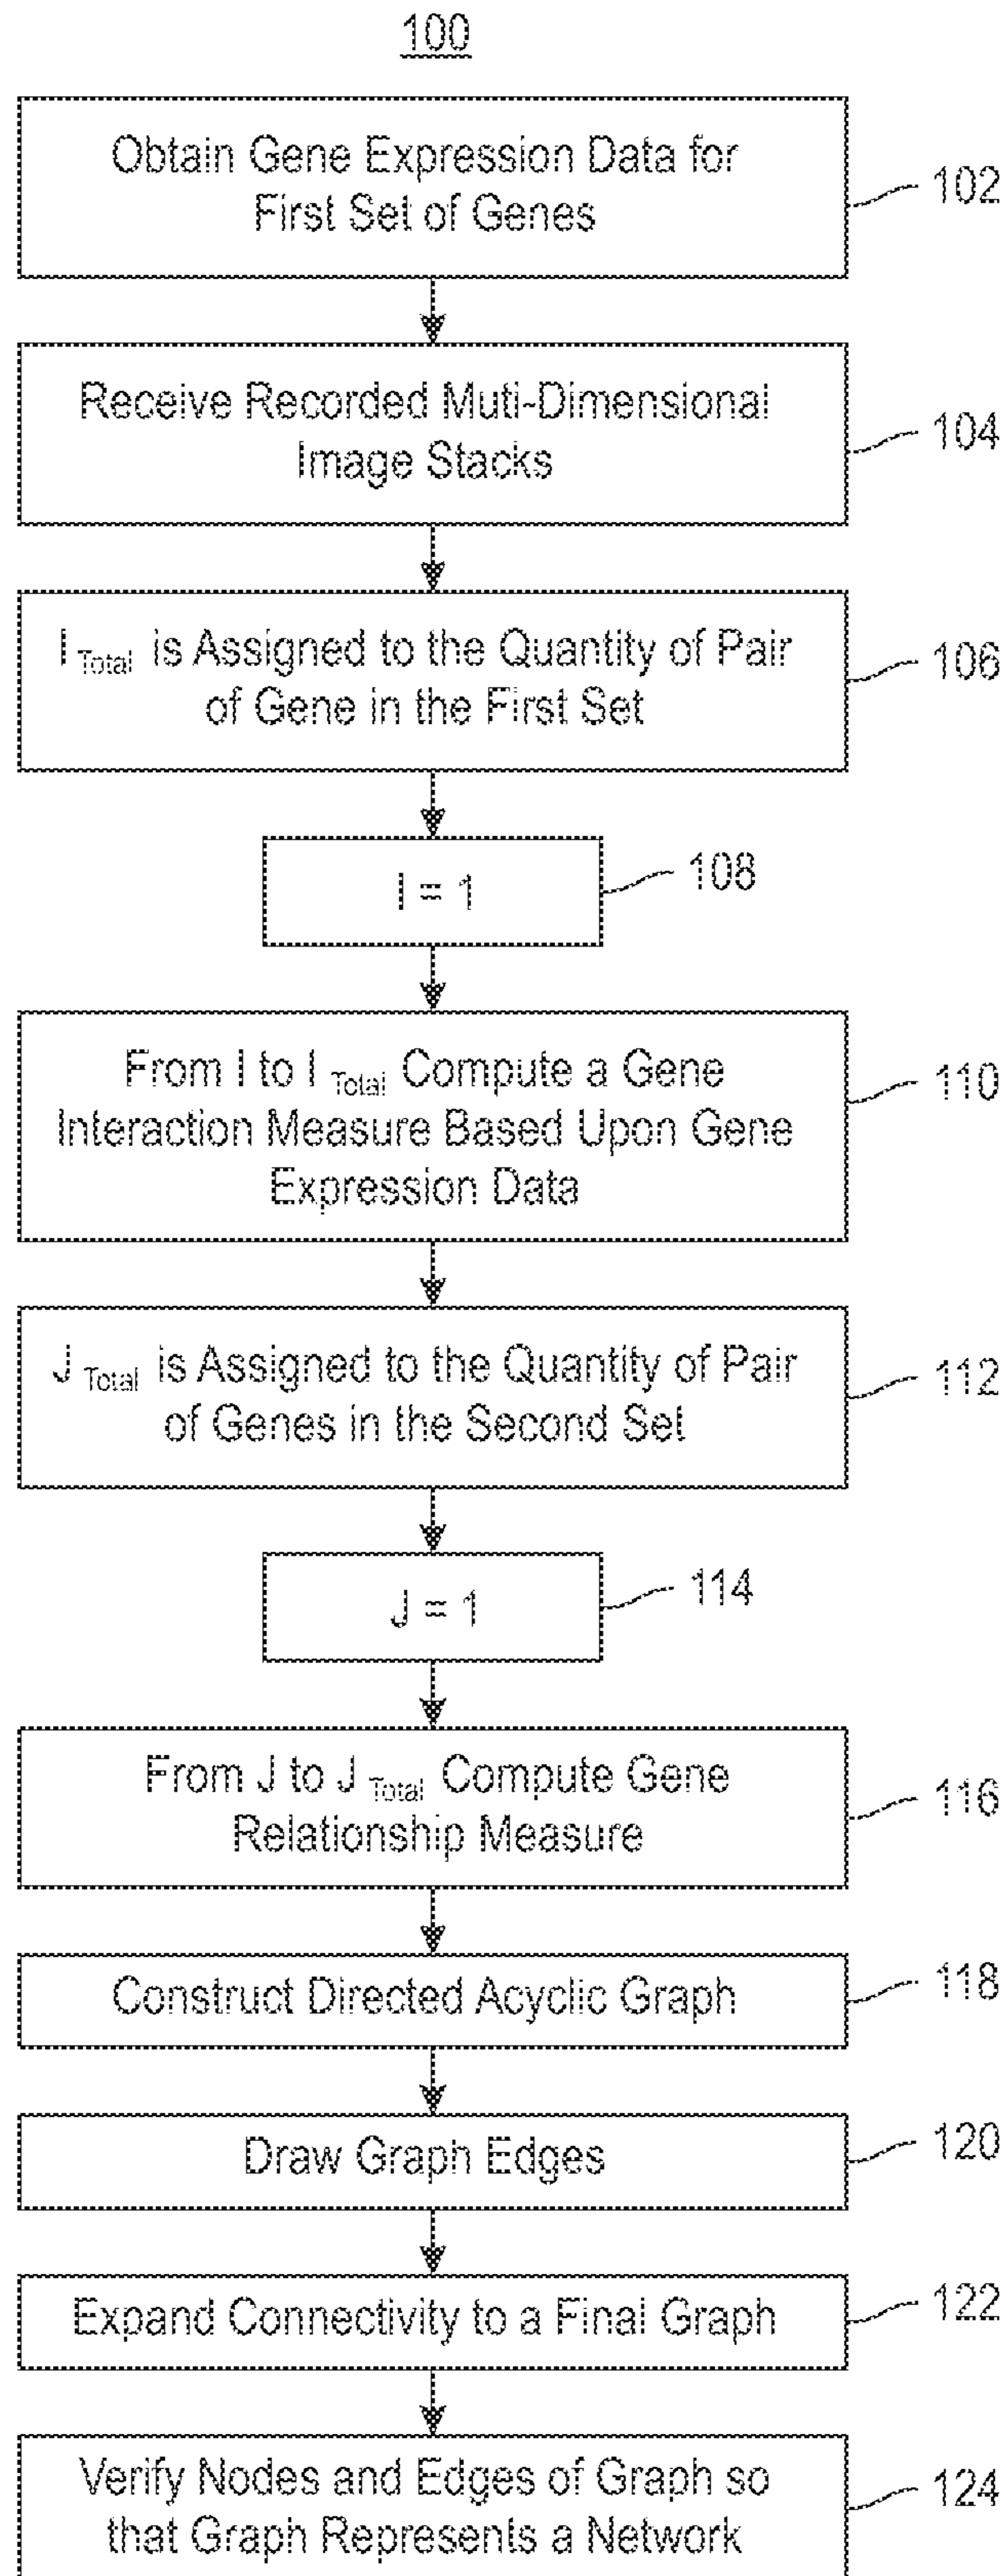 100
Obtain Gene Expression Data for
First Set of Genes
102
Receive Recorded Muti-Dimensional
Image Stacks
104
I Total is Assigned to the Quantity of Pair
of Gene in the First Set
106
I = 1
108
From I to I Total Compute a Gene
Interaction Measure Based Upon Gene
Expression Data
110
J Total is Assigned to the Quantity of Pair
of Genes in the Second Set
112
J = 1
114
From J to J Total Compute Gene
Relationship Measure
116
Construct Directed Acyclic Graph
118
Draw Graph Edges
120
Expand Connectivity to a Final Graph
122
Verify Nodes and Edges of Graph so
that Graph Represents a Network
124